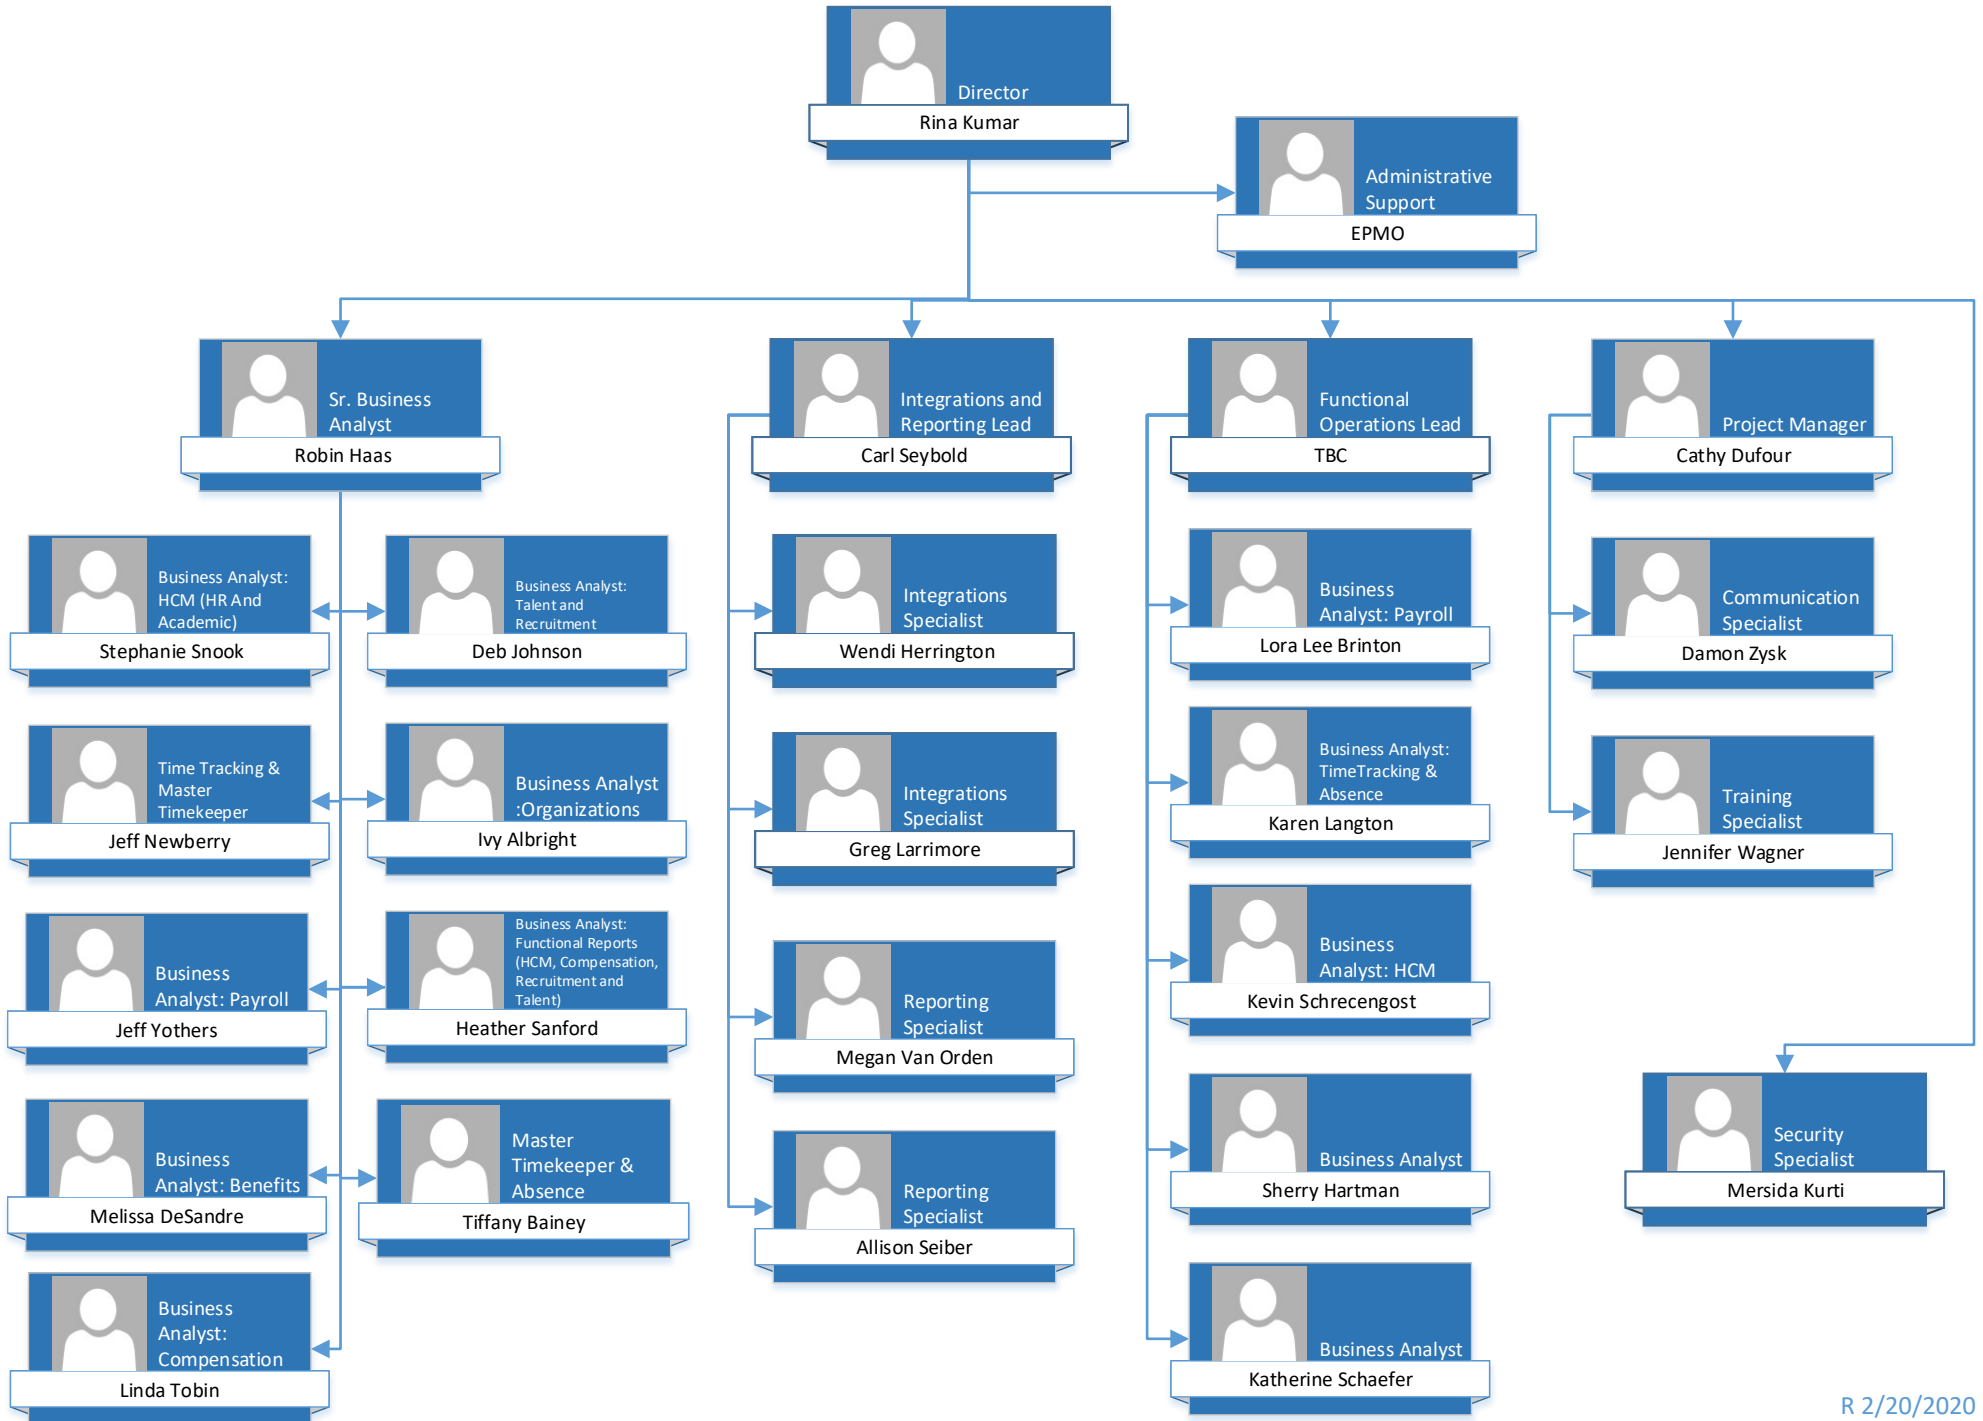 Director
Rina Kumar
Administrative
Support
EPMO
Sr. Business
Analyst
Robin Haas
Integrations and
Reporting Lead
Carl Seybold
Functional
Operations Lead
TBC
Project Manager
Cathy Dufour
Business Analyst:
HCM (HR And
Academic)
Stephanie Snook
Business Analyst:
Talent and
Recruitment
Deb Johnson
Time Tracking &
Master
Timekeeper
Jeff Newberry
Business Analyst
:Organizations
Ivy Albright
Business
Analyst: Payroll
Jeff Yothers
Business Analyst:
Functional Reports
(HCM, Compensation,
Recruitment and
Talent)
Heather Sanford
Business
Analyst: Benefits
Melissa DeSandre
Master
Timekeeper &
Absence
Tiffany Bainey
Business
Analyst:
Compensation
Linda Tobin
Integrations
Specialist
Wendi Herrington
Integrations
Specialist
Greg Larrimore
Reporting
Specialist
Megan Van Orden
Reporting
Specialist
Allison Seiber
Business
Analyst: Payroll
Lora Lee Brinton
Business Analyst:
TimeTracking &
Absence
Karen Langton
Business
Analyst: HCM
Kevin Schrecengost
Business Analyst
Sherry Hartman
Business Analyst
Katherine Schaefer
Communication
Specialist
Damon Zysk
Training
Specialist
Jennifer Wagner
Security
Specialist
Mersida Kurti
R 2/20/2020